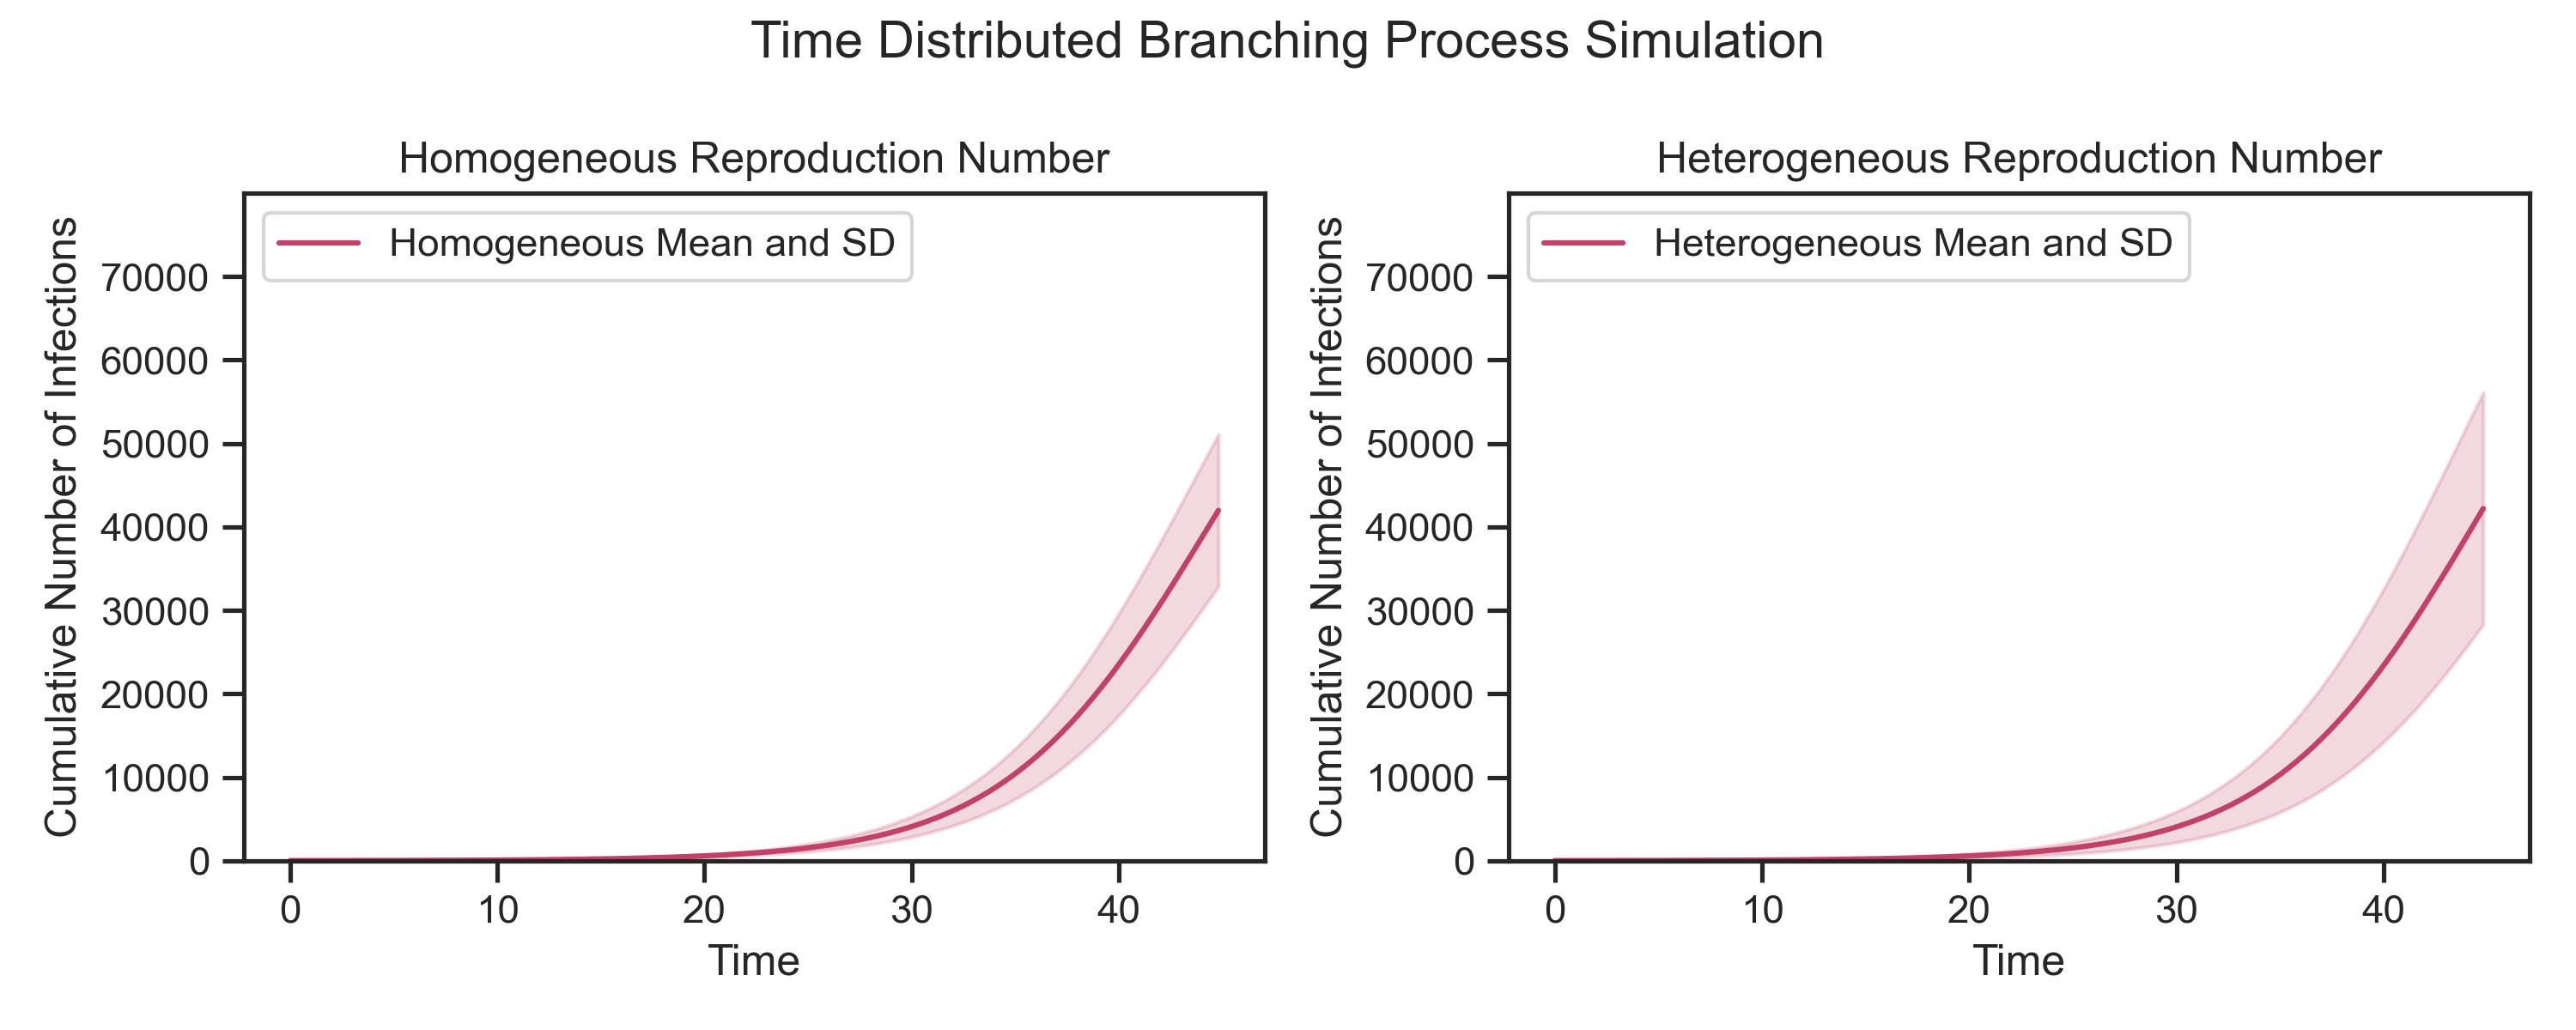 Time Distributed Branching Process Simulation
Homogeneous Reproduction Number
Homogeneous Mean and SD
Cumulative Number of Infections
70000
60000
50000
40000
30000
20000
10000
0
0 10 20 30 40
Time
Heterogeneous Reproduction Number
Heterogeneous Mean and SD
Cumulative Number of Infections
70000
60000
50000
40000
30000
20000
10000
0
0 10 20 30 40
Time